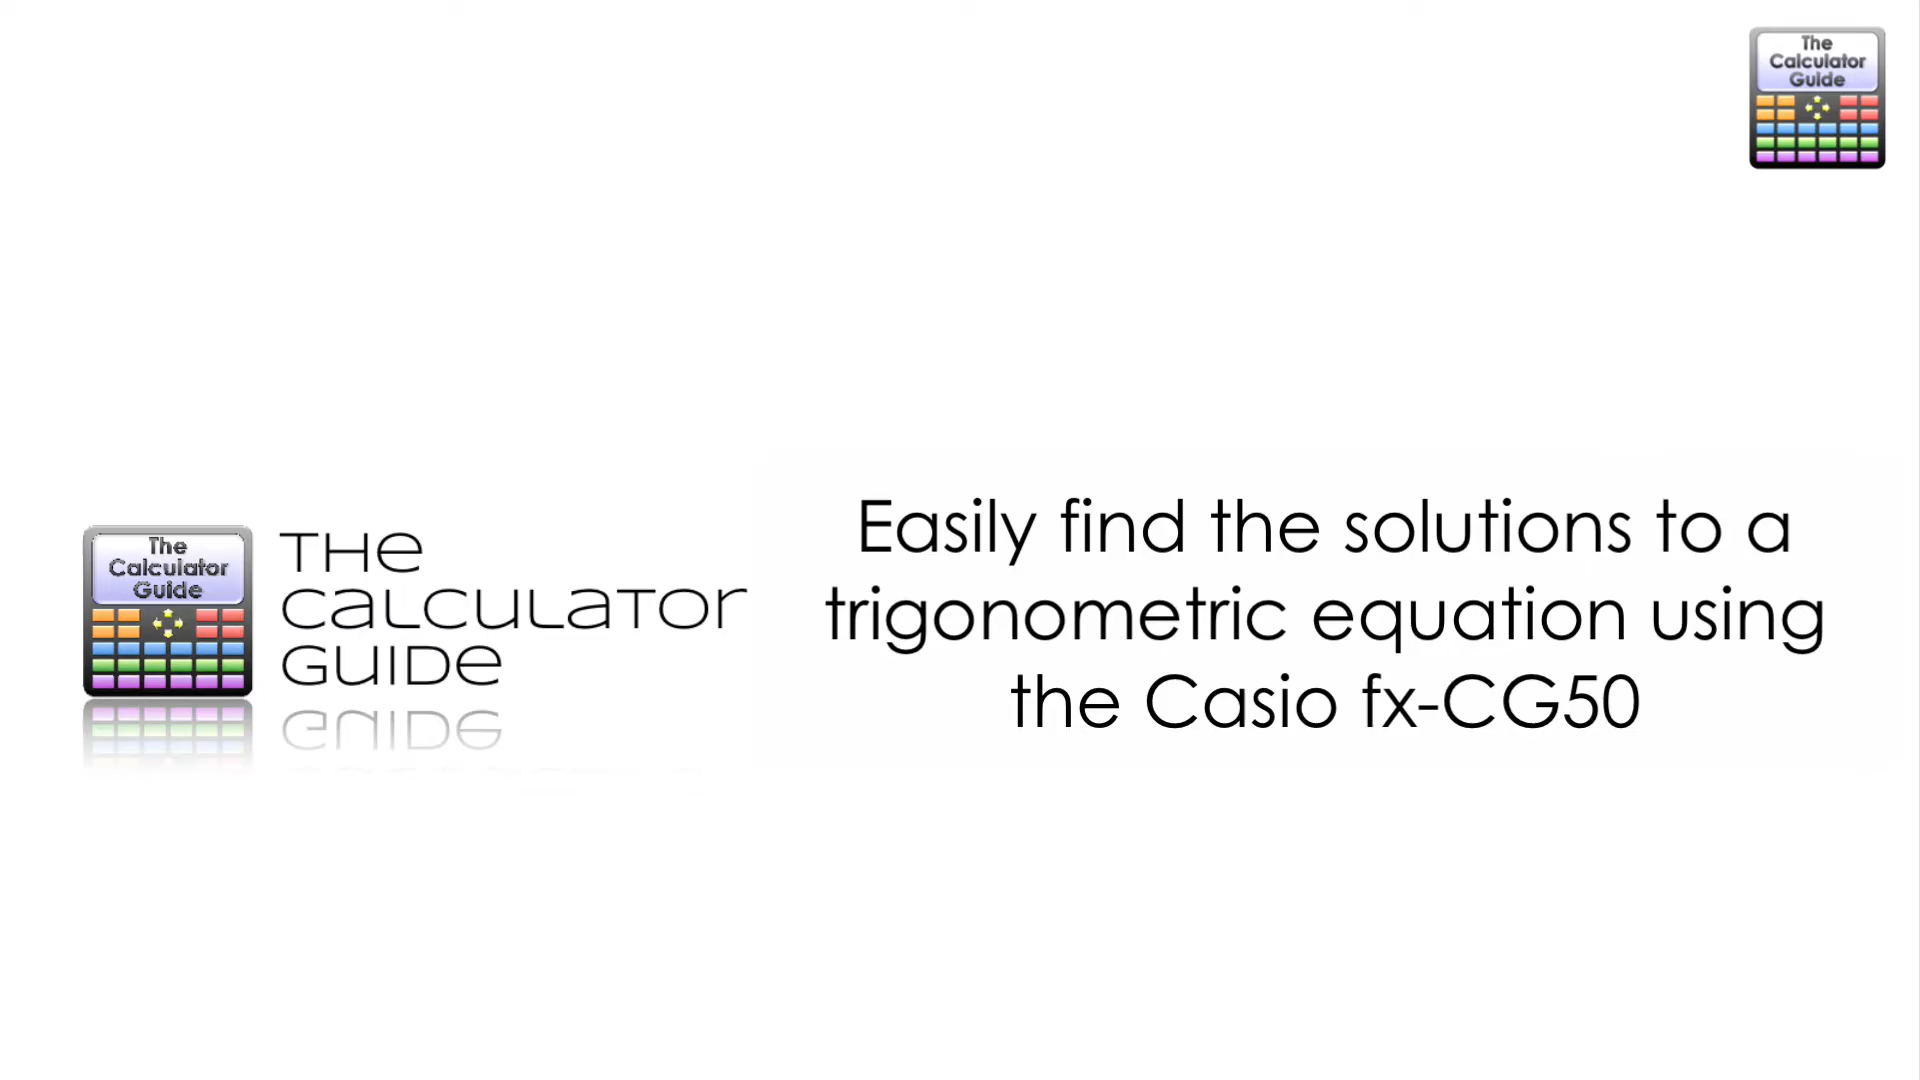 The
Calculator
Guide
The
Calculator
Guide
THe
CaLCuLaTor
GuIDe
Easily find the solutions to a
trigonometric equation using
the Casio fx-CG50